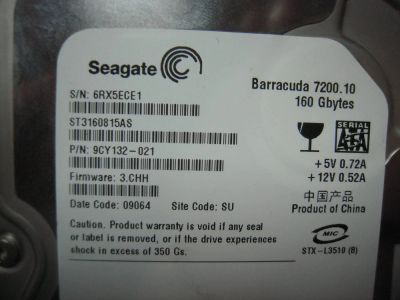 Seagate
Barracuda 7200.10
160 Gbytes
S/N: 6RX5ECE1
ST3160815AS
P/N: 9CY132-021
Firmware: 3.CHH
Date Code: 09064 Site Code: SU
SERIAL
SATA
+5V 0.72A
+12V 0.52A
中国产品
Product of China
Caution. Product warranty is void if any seal
or label is removed, or if the drive experiences
shock in excess of 350 Gs.
MIC
STX-L3510 (B)